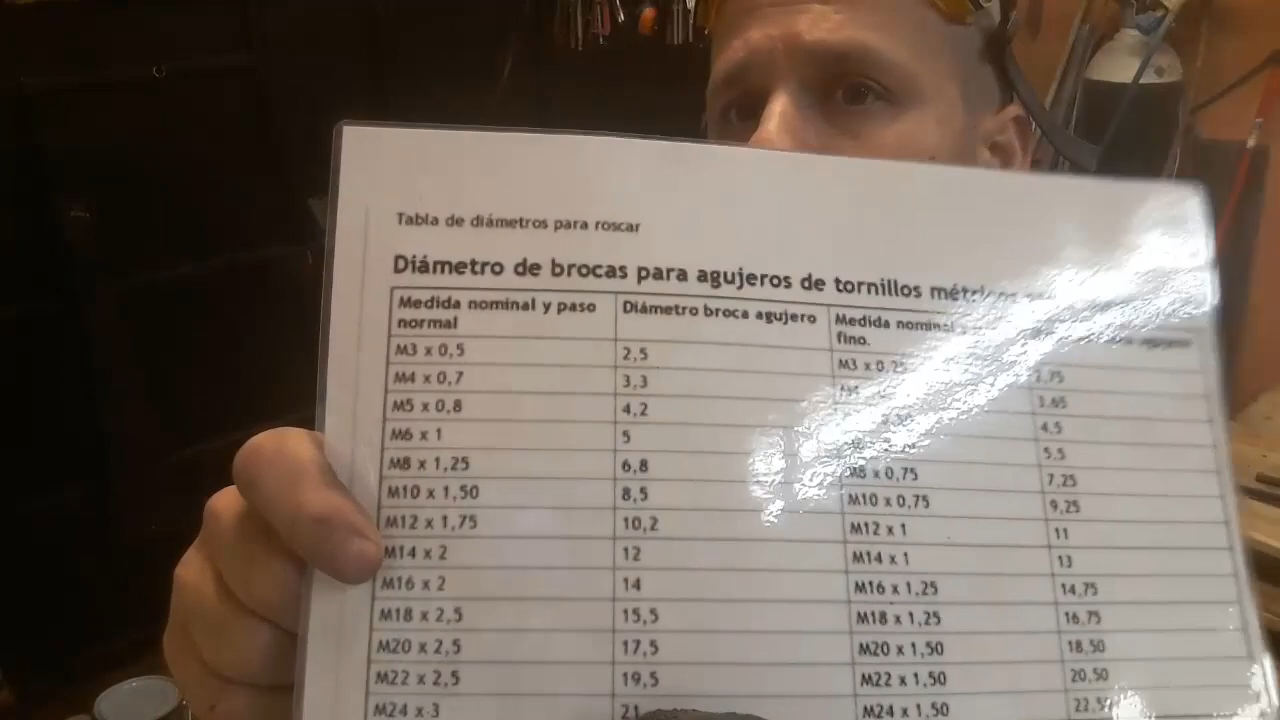 Tabla de diámetros para roscar
Diámetro de brocas para agujeros de tornillos
Medida nominal y paso normal Diámetro broca agujero Medida fino.
M3 x 0,5 2,5 M3 x
M4 x 0,7 3,3 3,65
M5 x 0,8 4,2 4,5
M6 x 1 5 5,5
M8 x 1,25 6,8 M8 x 0,75 7,25
M10 x 1,50 8,5 M10 x 0,75 9,25
M12 x 1,75 10,2 M12 x 1 11
M14 x 2 12 M14 x 1 13
M16 x 2 14 M16 x 1,25 14,75
M18 x 2,5 15,5 M18 x 1,25 16,75
M20 x 2,5 17,5 M20 x 1,50 18,50
M22 x 2,5 19,5 M22 x 1,50 20,50
M24 x 3 21 M24 x 1,50